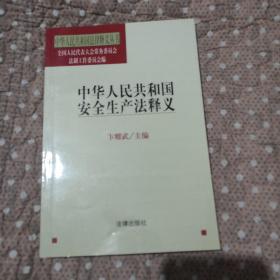 中华人民共和国法律释义丛书
全国人民代表大会常务委员会
法制工作委员会编
中华人民共和国
安全生产法释义
卞耀武/主编
法律出版社